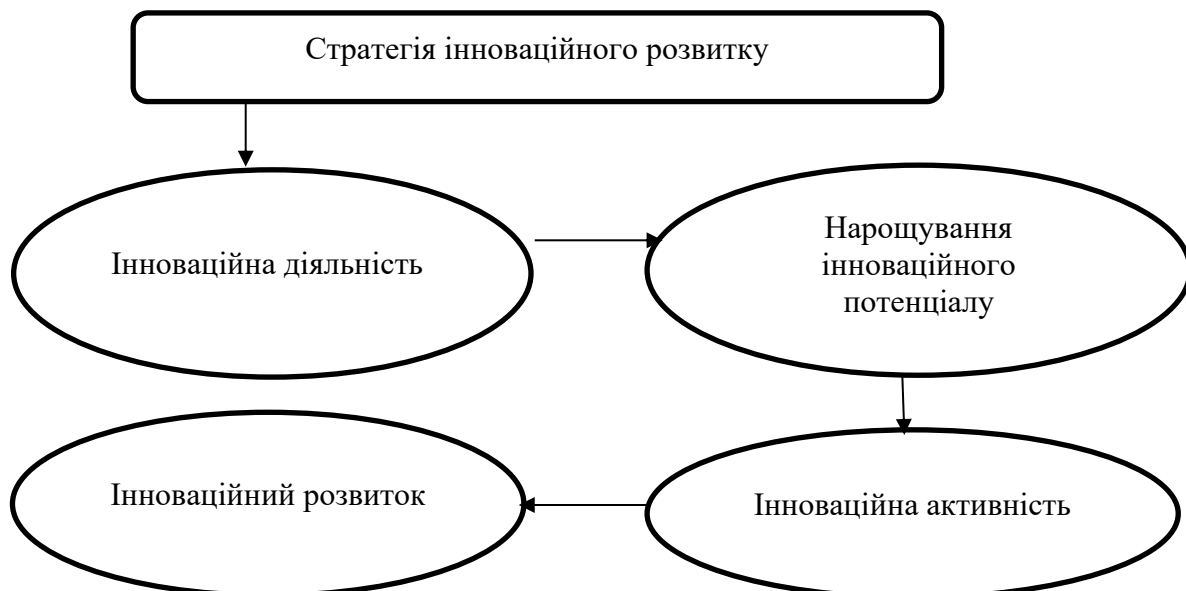 Стратегія інноваційного розвитку
Інноваційна діяльність
Нарощування
інноваційного
потенціалу
Інноваційний розвиток
Інноваційна активність